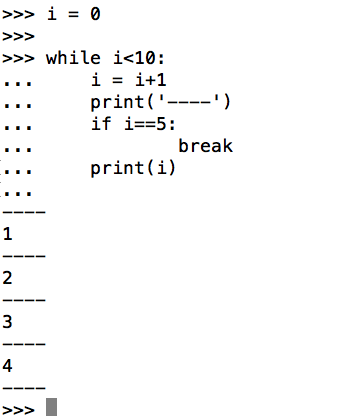 >>> i = 0
>>>
>>> while i<10:
...     i = i+1
...     print('----')
...     if i==5:
...             break
...     print(i)
...
----
1
----
2
----
3
----
4
----
>>>